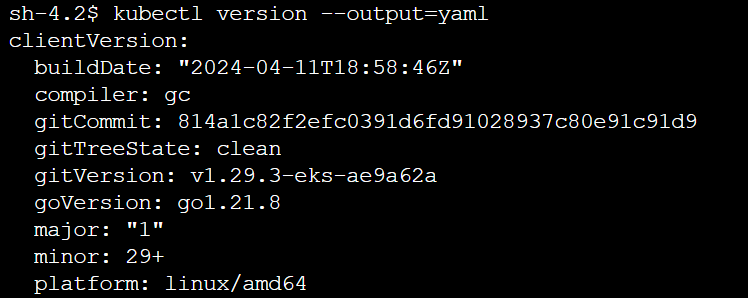 sh-4.2$ kubectl version --output=yaml
clientVersion:
  buildDate: "2024-04-11T18:58:46Z"
  compiler: gc
  gitCommit: 814a1c82f2efc0391d6fd91028937c80e91c91d9
  gitTreeState: clean
  gitVersion: v1.29.3-eks-ae9a62a
  goVersion: go1.21.8
  major: "1"
  minor: 29+
  platform: linux/amd64